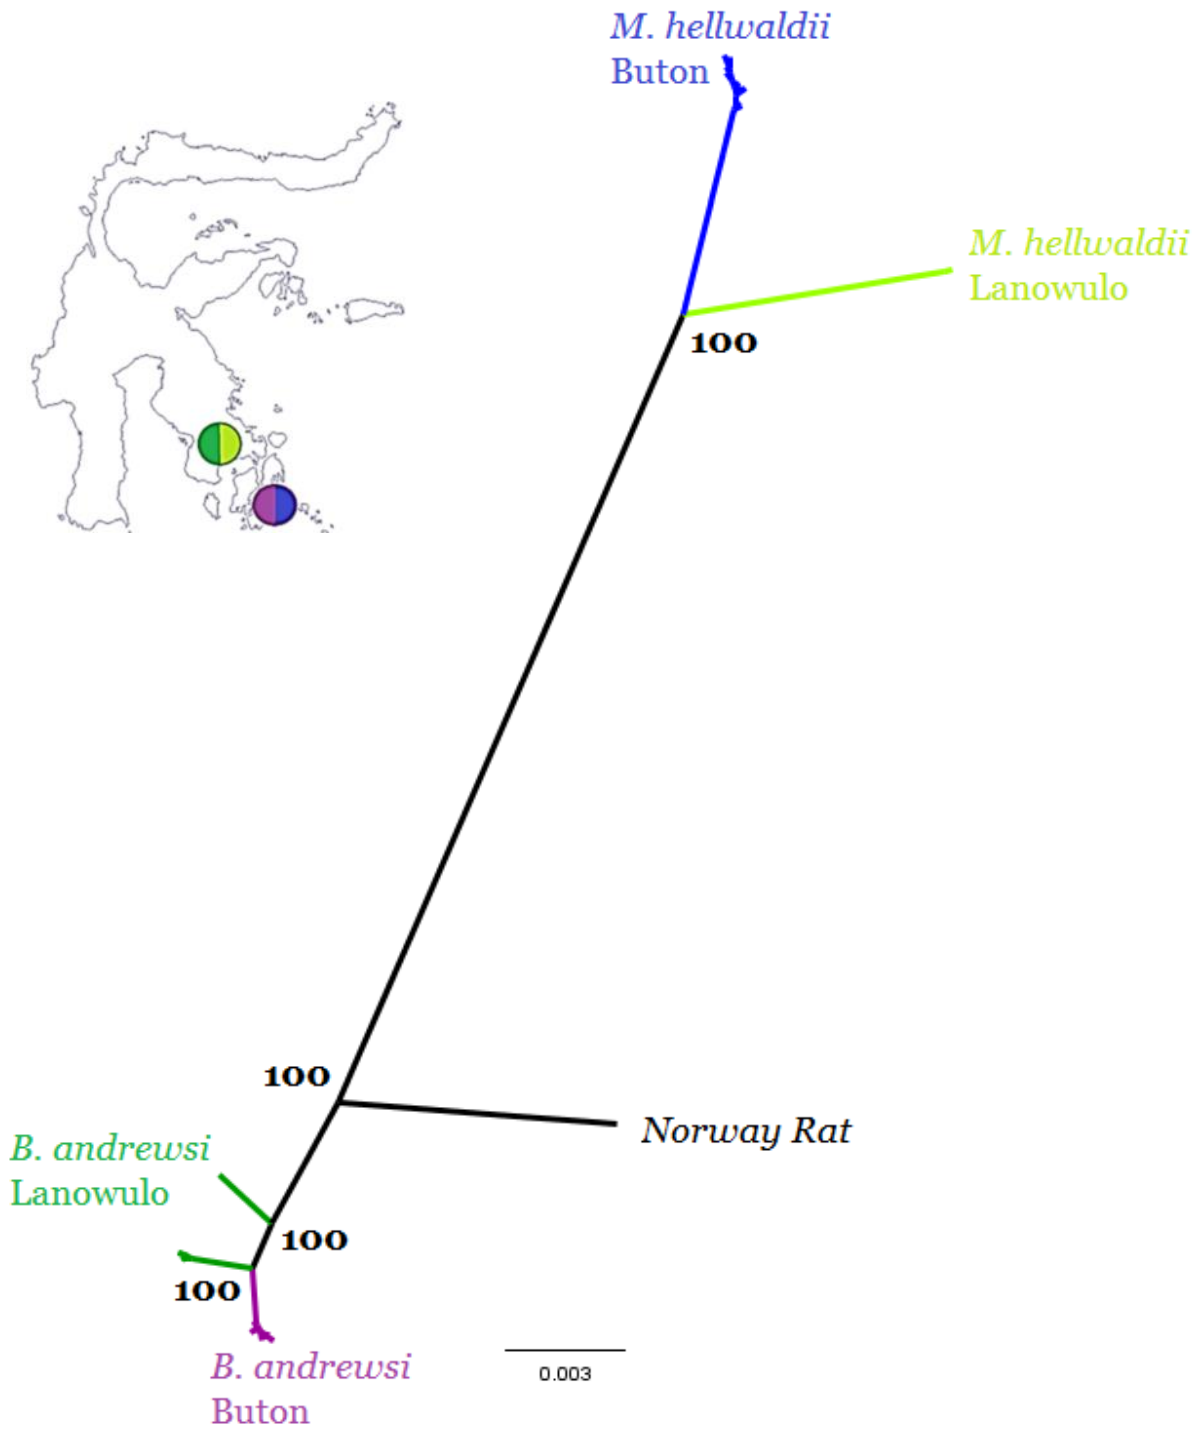 M. hellwaldii
Buton
M. hellwaldii
Lanowulo
100
100
Norway Rat
B. andrewsi
Lanowulo
100
100
B. andrewsi
Buton
0.003